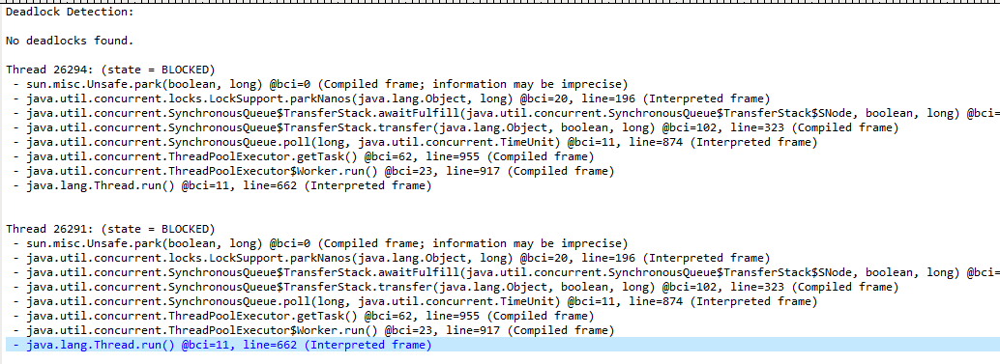 Deadlock Detection:
No deadlocks found.
Thread 26294: (state = BLOCKED)
- sun.misc.Unsafe.park(boolean, long) @bci=0 (Compiled frame; information may be imprecise)
- java.util.concurrent.locks.LockSupport.parkNanos(java.lang.Object, long) @bci=20, line=196 (Interpreted frame)
- java.util.concurrent.SynchronousQueue$TransferStack.awaitFulfill(java.util.concurrent.SynchronousQueue$TransferStack$SNode, boolean, long) @bci=
- java.util.concurrent.SynchronousQueue$TransferStack.transfer(java.lang.Object, boolean, long) @bci=102, line=323 (Compiled frame)
- java.util.concurrent.SynchronousQueue.poll(long, java.util.concurrent.TimeUnit) @bci=11, line=874 (Interpreted frame)
- java.util.concurrent.ThreadPoolExecutor.getTask() @bci=62, line=955 (Compiled frame)
- java.util.concurrent.ThreadPoolExecutor$Worker.run() @bci=23, line=917 (Compiled frame)
- java.lang.Thread.run() @bci=11, line=662 (Interpreted frame)
Thread 26291: (state = BLOCKED)
- sun.misc.Unsafe.park(boolean, long) @bci=0 (Compiled frame; information may be imprecise)
- java.util.concurrent.locks.LockSupport.parkNanos(java.lang.Object, long) @bci=20, line=196 (Interpreted frame)
- java.util.concurrent.SynchronousQueue$TransferStack.awaitFulfill(java.util.concurrent.SynchronousQueue$TransferStack$SNode, boolean, long) @bci=
- java.util.concurrent.SynchronousQueue$TransferStack.transfer(java.lang.Object, boolean, long) @bci=102, line=323 (Compiled frame)
- java.util.concurrent.SynchronousQueue.poll(long, java.util.concurrent.TimeUnit) @bci=11, line=874 (Interpreted frame)
- java.util.concurrent.ThreadPoolExecutor.getTask() @bci=62, line=955 (Compiled frame)
- java.util.concurrent.ThreadPoolExecutor$Worker.run() @bci=23, line=917 (Compiled frame)
- java.lang.Thread.run() @bci=11, line=662 (Interpreted frame)